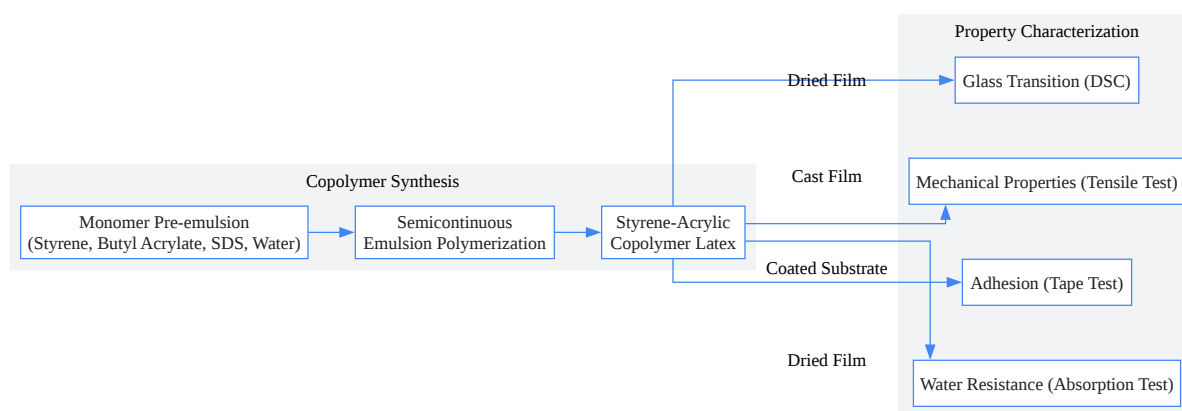 Property Characterization
Dried Film
Glass Transition (DSC)
Cast Film
Mechanical Properties (Tensile Test)
Copolymer Synthesis
Monomer Pre-emulsion
(Styrene, Butyl Acrylate, SDS, Water)
Semicontinuous
Emulsion Polymerization
Styrene-Acrylic
Copolymer Latex
Coated Substrate
Adhesion (Tape Test)
Dried Film
Water Resistance (Absorption Test)